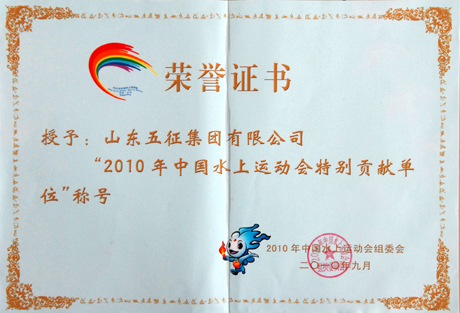 荣誉证书
授予：山东五征集团有限公司
“2010年中国水上运动会特别贡献单
位”称号
2010年中国水上运动会组委会
二〇一〇年九月